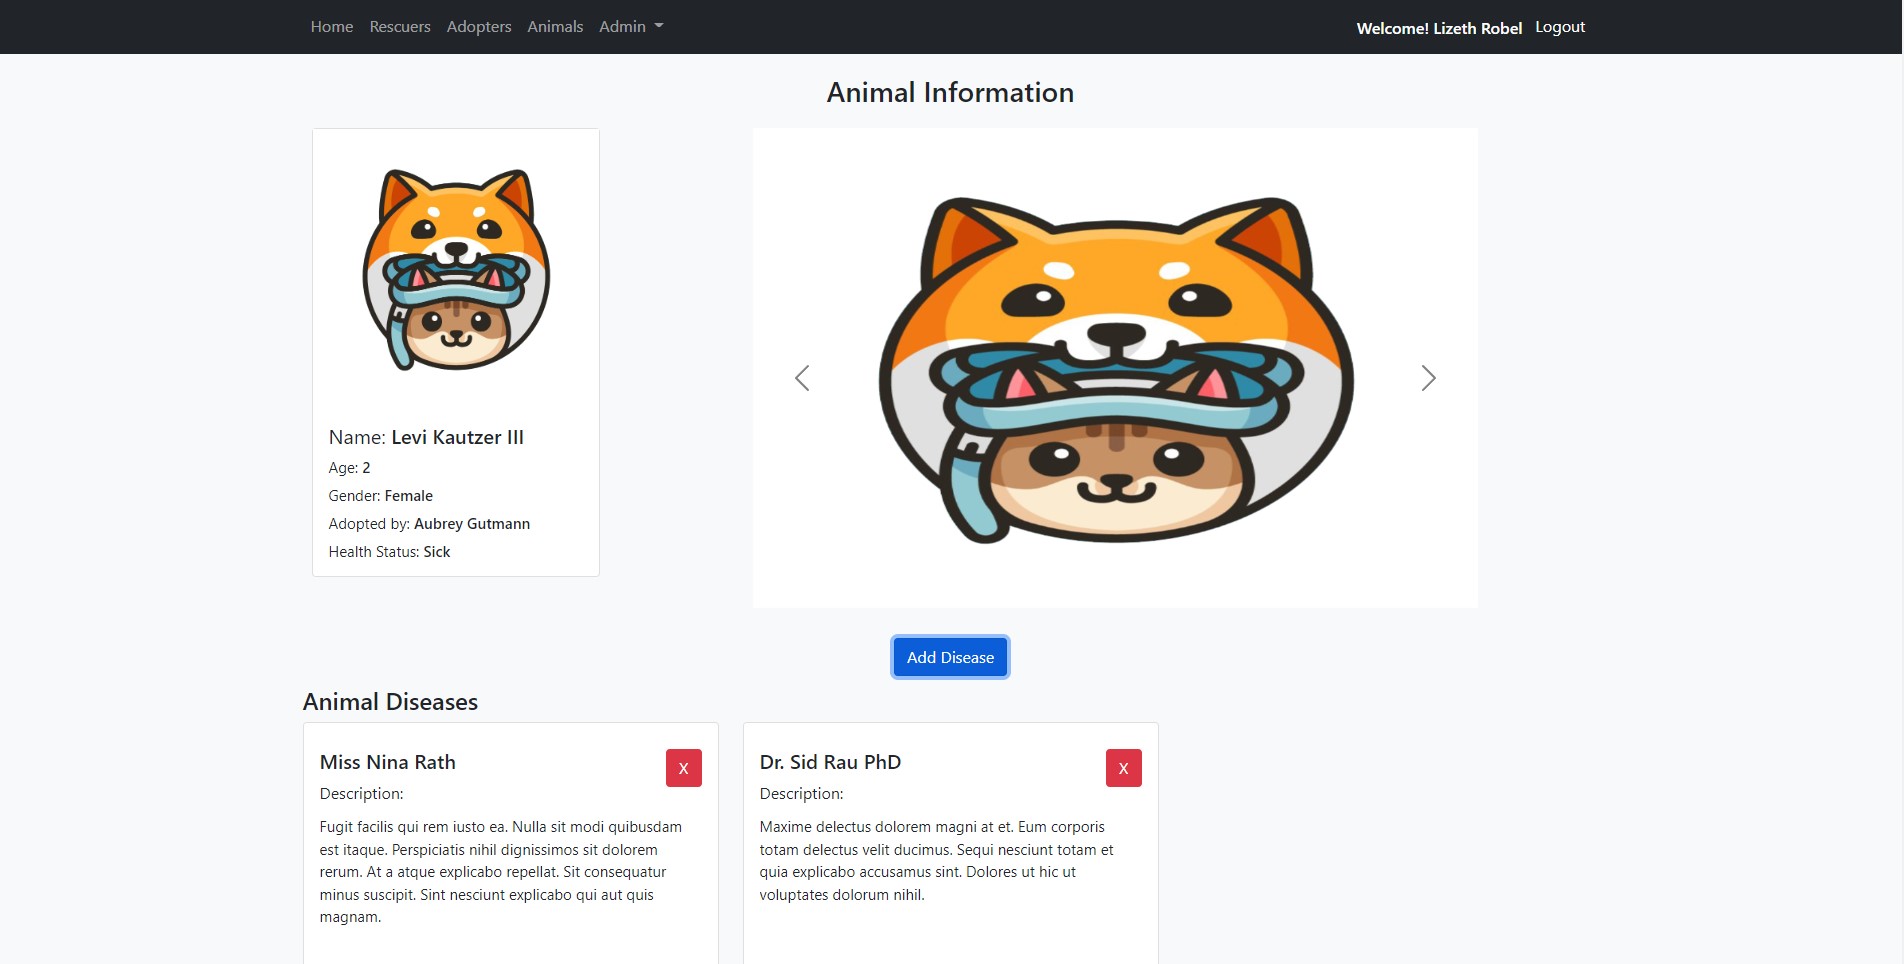 Home Rescuers Adopters Animals Admin
Welcome! Lizeth Robel Logout
Animal Information
Name: Levi Kautzer III
Age: 2
Gender: Female
Adopted by: Aubrey Gutmann
Health Status: Sick
Add Disease
Animal Diseases
Miss Nina Rath
X
Description:
Fugit facilis qui rem iusto ea. Nulla sit modi quibusdam
est itaque. Perspiciatis nihil dignissimos sit dolorem
rerum. At a atque explicabo repellat. Sit consequatur
minus suscipit. Sint nesciunt explicabo qui aut quis
magnam.
Dr. Sid Rau PhD
X
Description:
Maxime delectus dolorem magni at et. Eum corporis
totam delectus velit ducimus. Sequi nesciunt totam et
quia explicabo accusamus sint. Dolores ut hic ut
voluptates dolorum nihil.